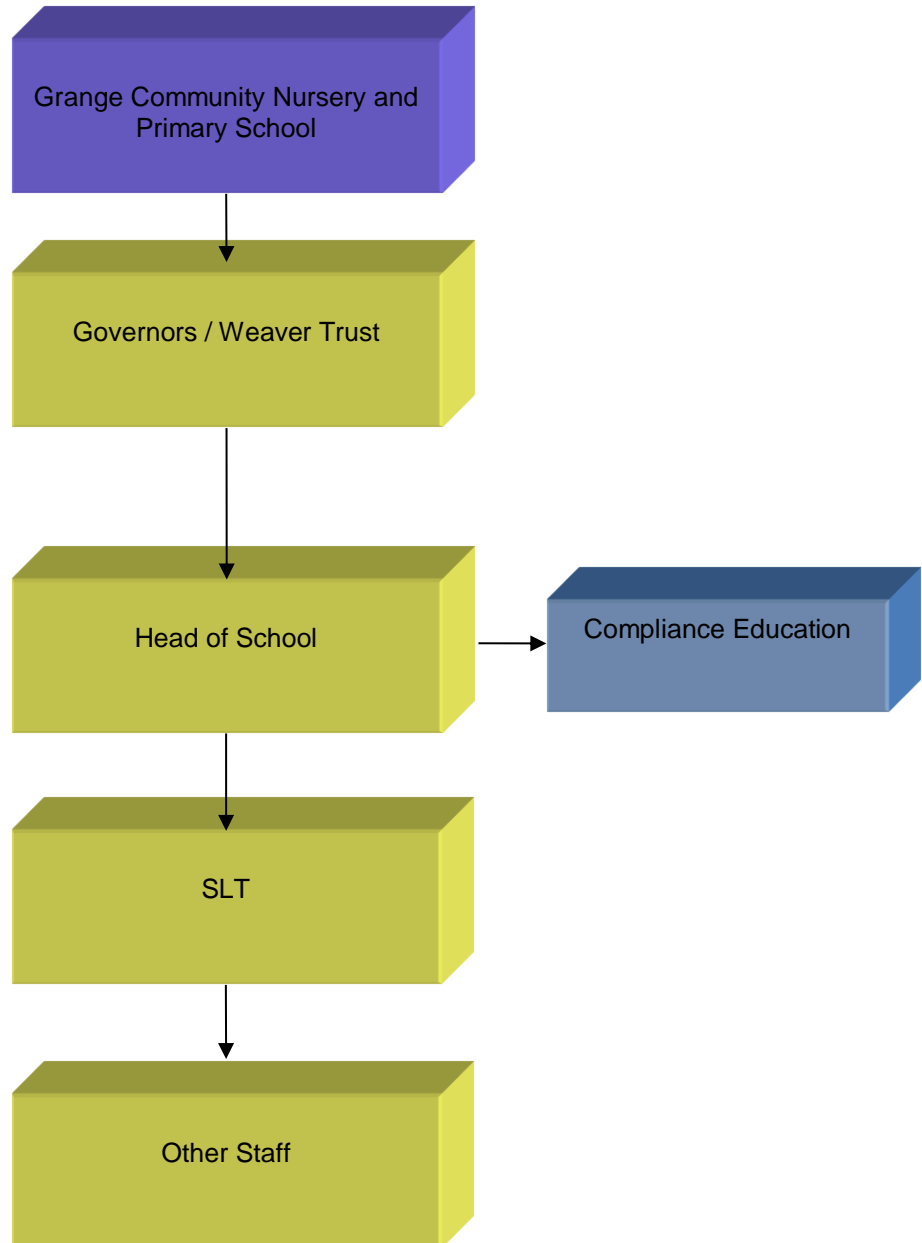 Grange Community Nursery and
Primary School
Governors / Weaver Trust
Head of School
Compliance Education
SLT
Other Staff